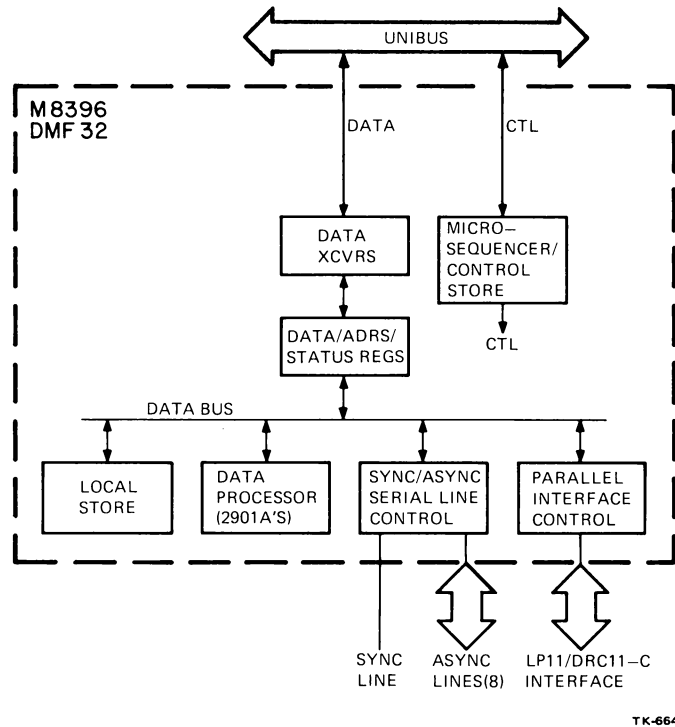 UNIBUS
M8396
DMF 32
DATA
CTL
DATA
XCVRS
MICRO-
SEQUENCER/
CONTROL
STORE
DATA/ADRS/
STATUS REGS
CTL
DATA BUS
LOCAL
STORE
DATA
PROCESSOR
(2901A'S)
SYNC/ASYNC
SERIAL LINE
CONTROL
PARALLEL
INTERFACE
CONTROL
SYNC
LINE
ASYNC
LINES(8)
LP11/DRC11-C
INTERFACE
TK-664